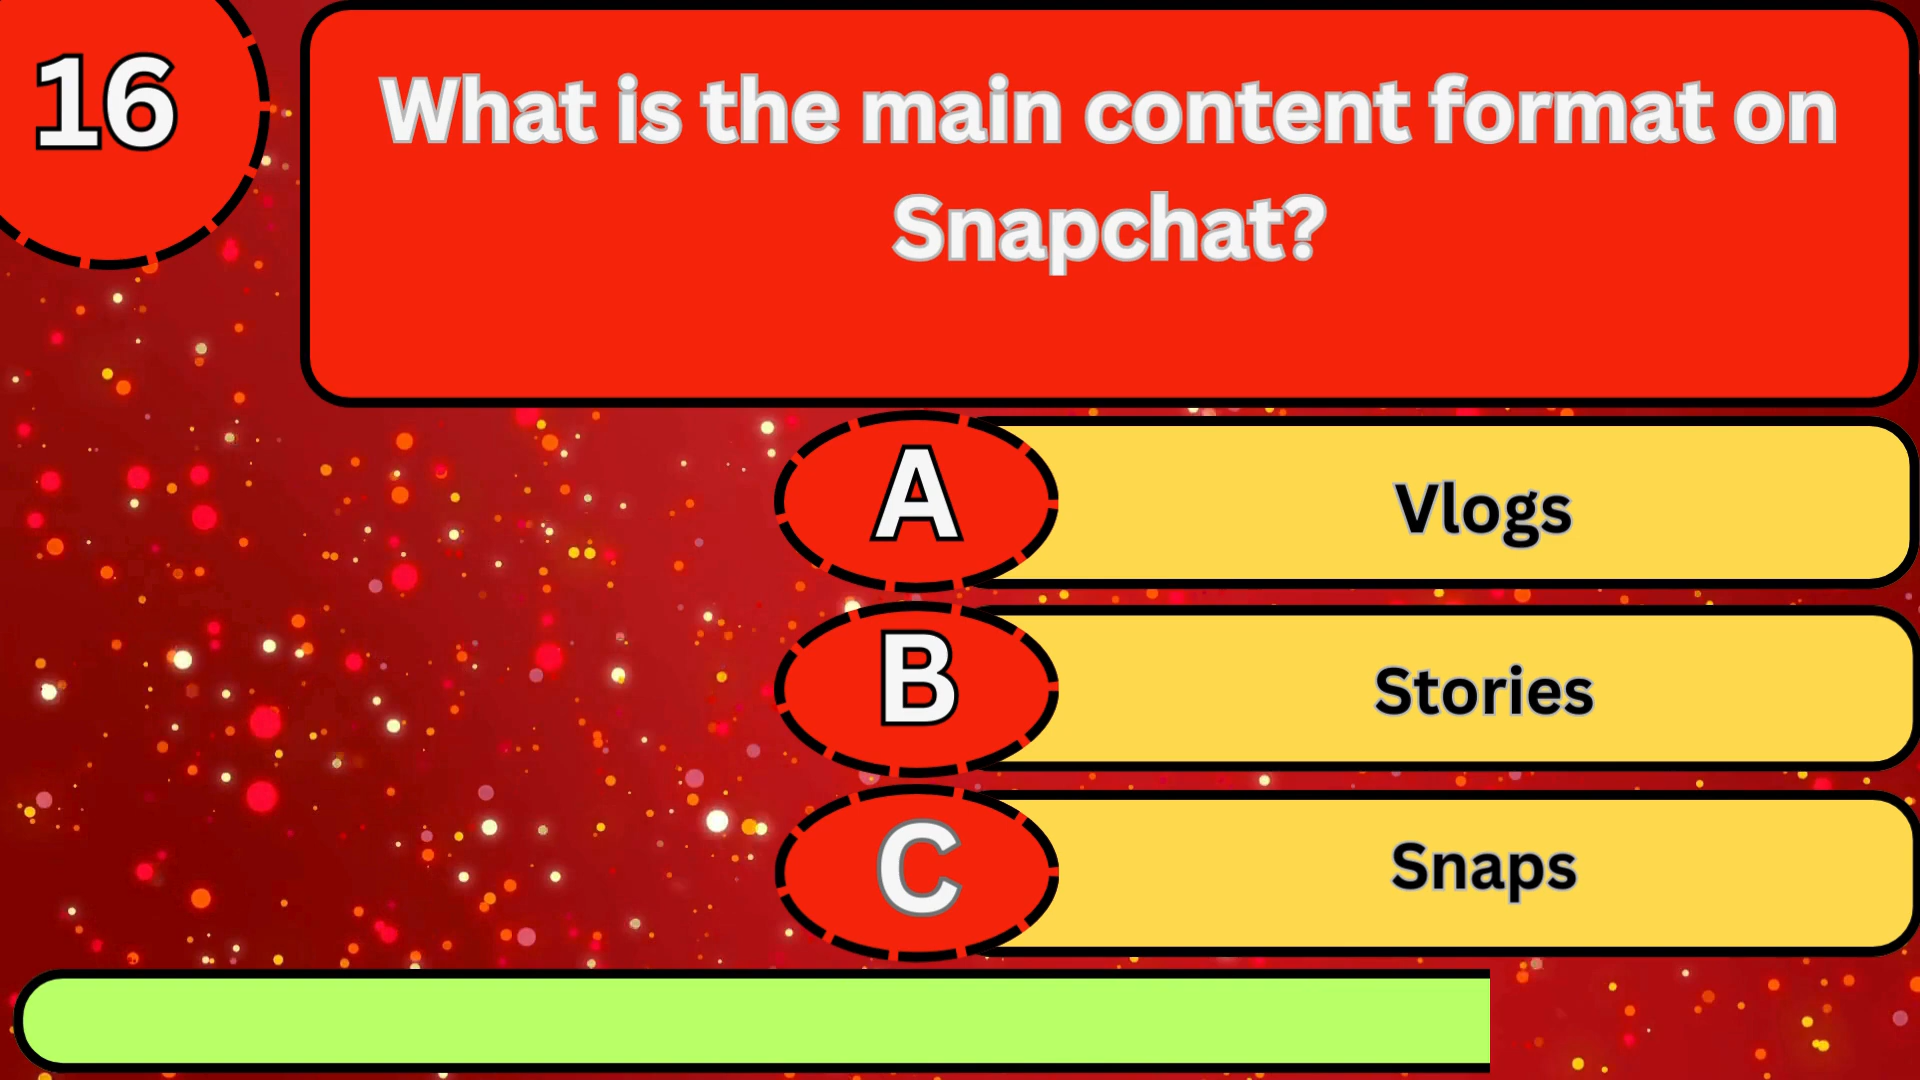 16
What is the main content format on
Snapchat?
A
Vlogs
B
Stories
C
Snaps